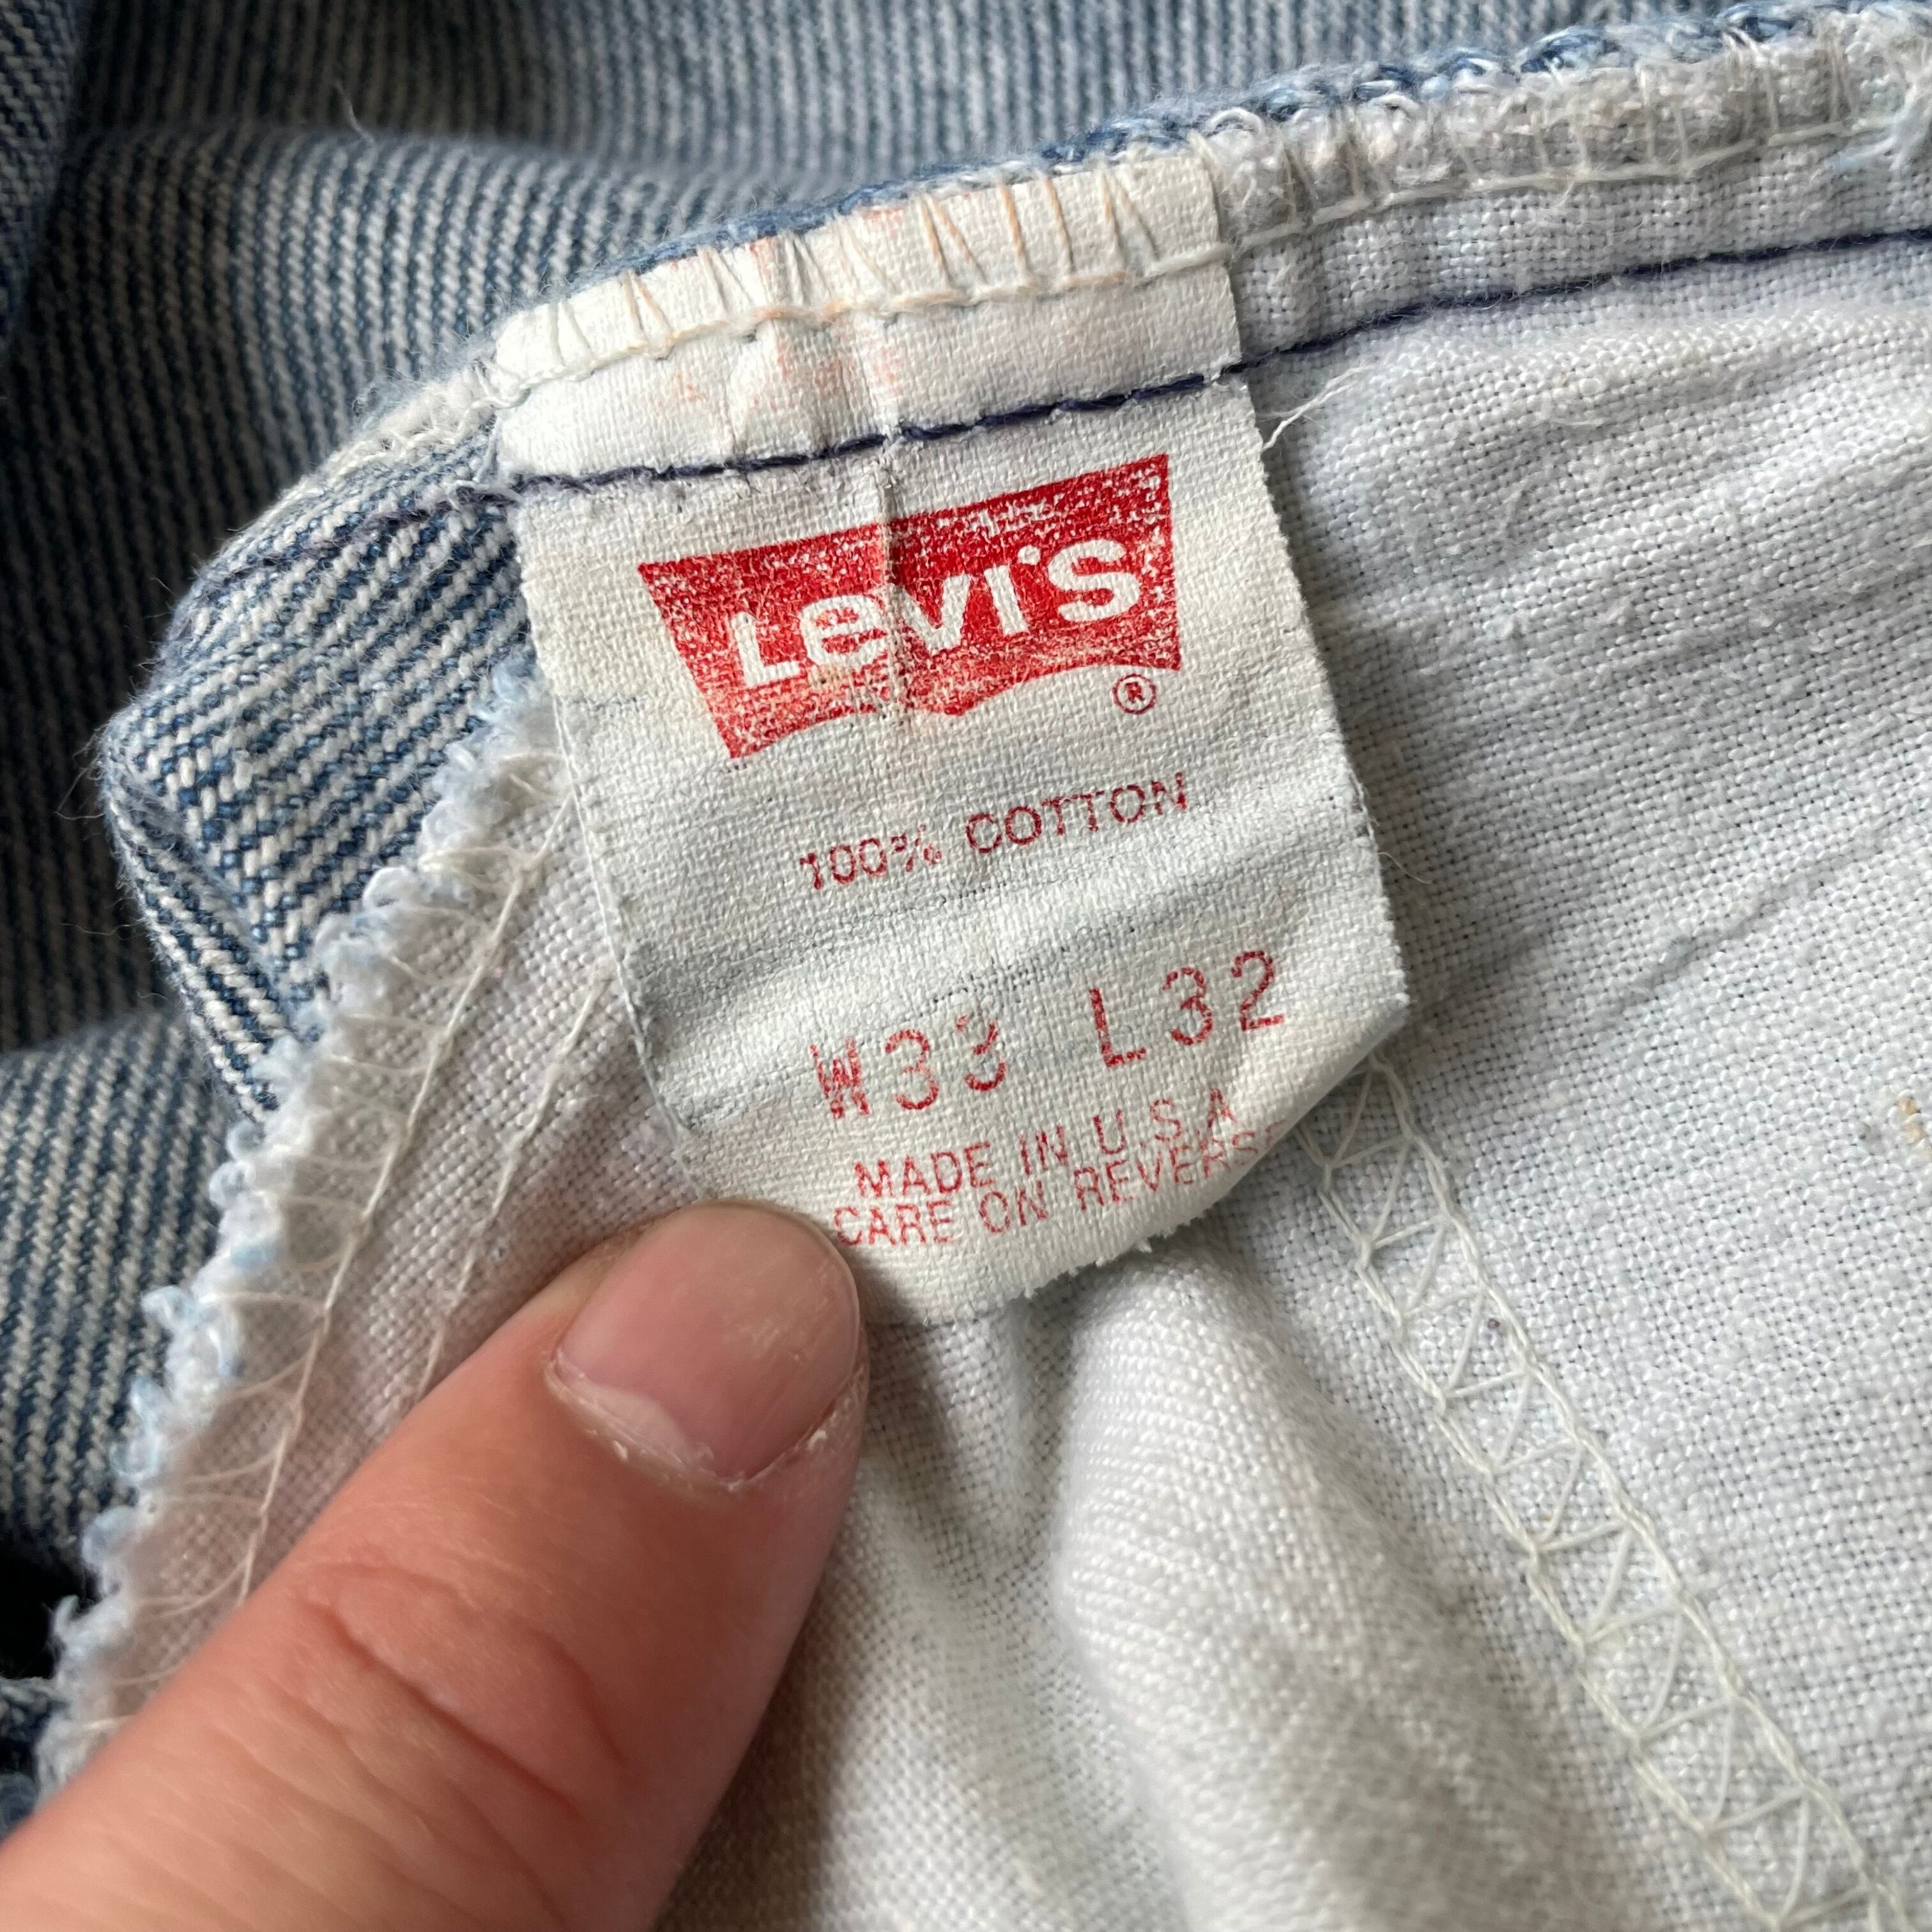 Levi's
®
100% COTTON
W33 L32
MADE IN U.S.A
CARE ON REVERSE